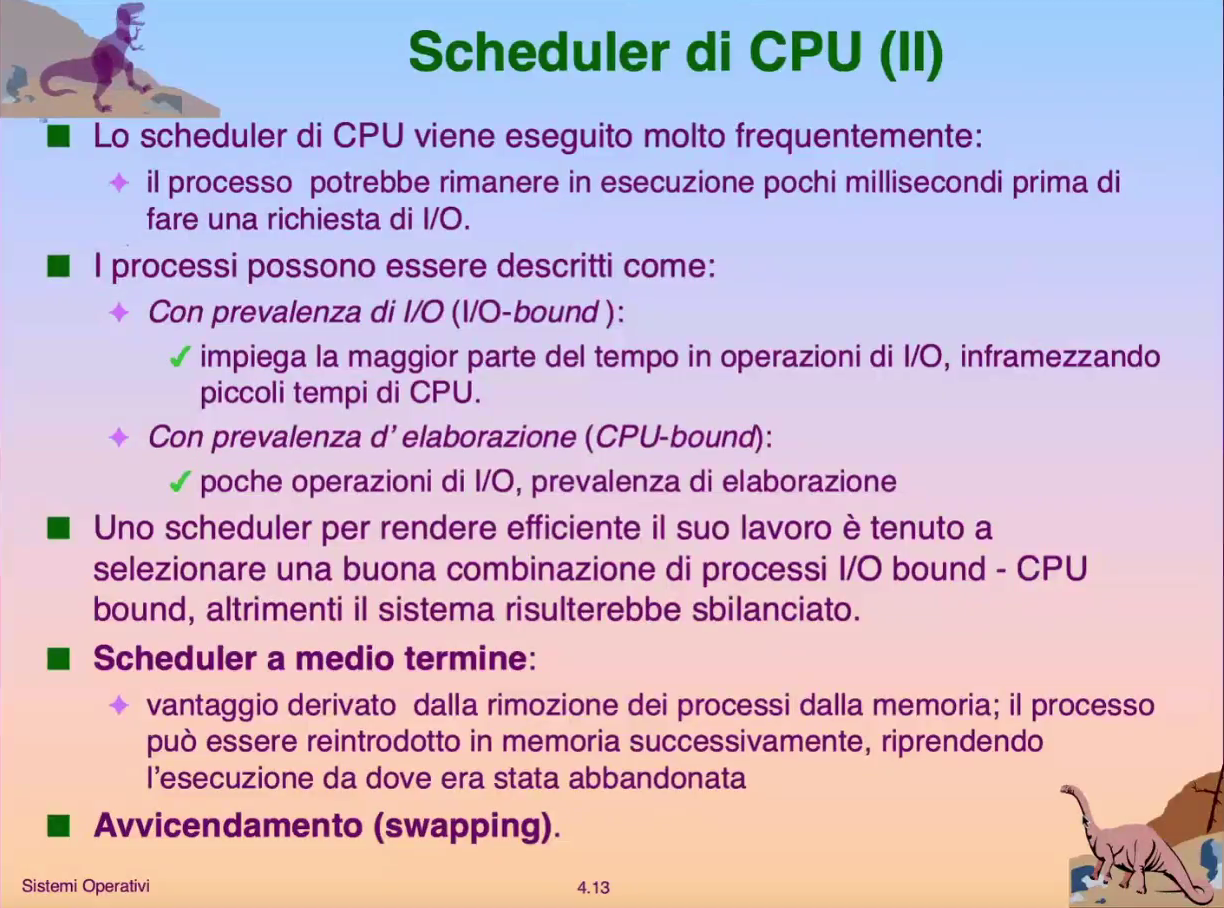 Scheduler di CPU (II)
Lo scheduler di CPU viene eseguito molto frequentemente:
il processo potrebbe rimanere in esecuzione pochi millisecondi prima di
fare una richiesta di I/O.
I processi possono essere descritti come:
Con prevalenza di I/O (I/O-bound ):
impiega la maggior parte del tempo in operazioni di I/O, inframezzando
piccoli tempi di CPU.
Con prevalenza d’ elaborazione (CPU-bound):
poche operazioni di I/O, prevalenza di elaborazione
Uno scheduler per rendere efficiente il suo lavoro è tenuto a
selezionare una buona combinazione di processi I/O bound - CPU
bound, altrimenti il sistema risulterebbe sbilanciato.
Scheduler a medio termine:
vantaggio derivato dalla rimozione dei processi dalla memoria; il processo
può essere reintrodotto in memoria successivamente, riprendendo
l’esecuzione da dove era stata abbandonata
Avvicendamento (swapping).
Sistemi Operativi
4.13